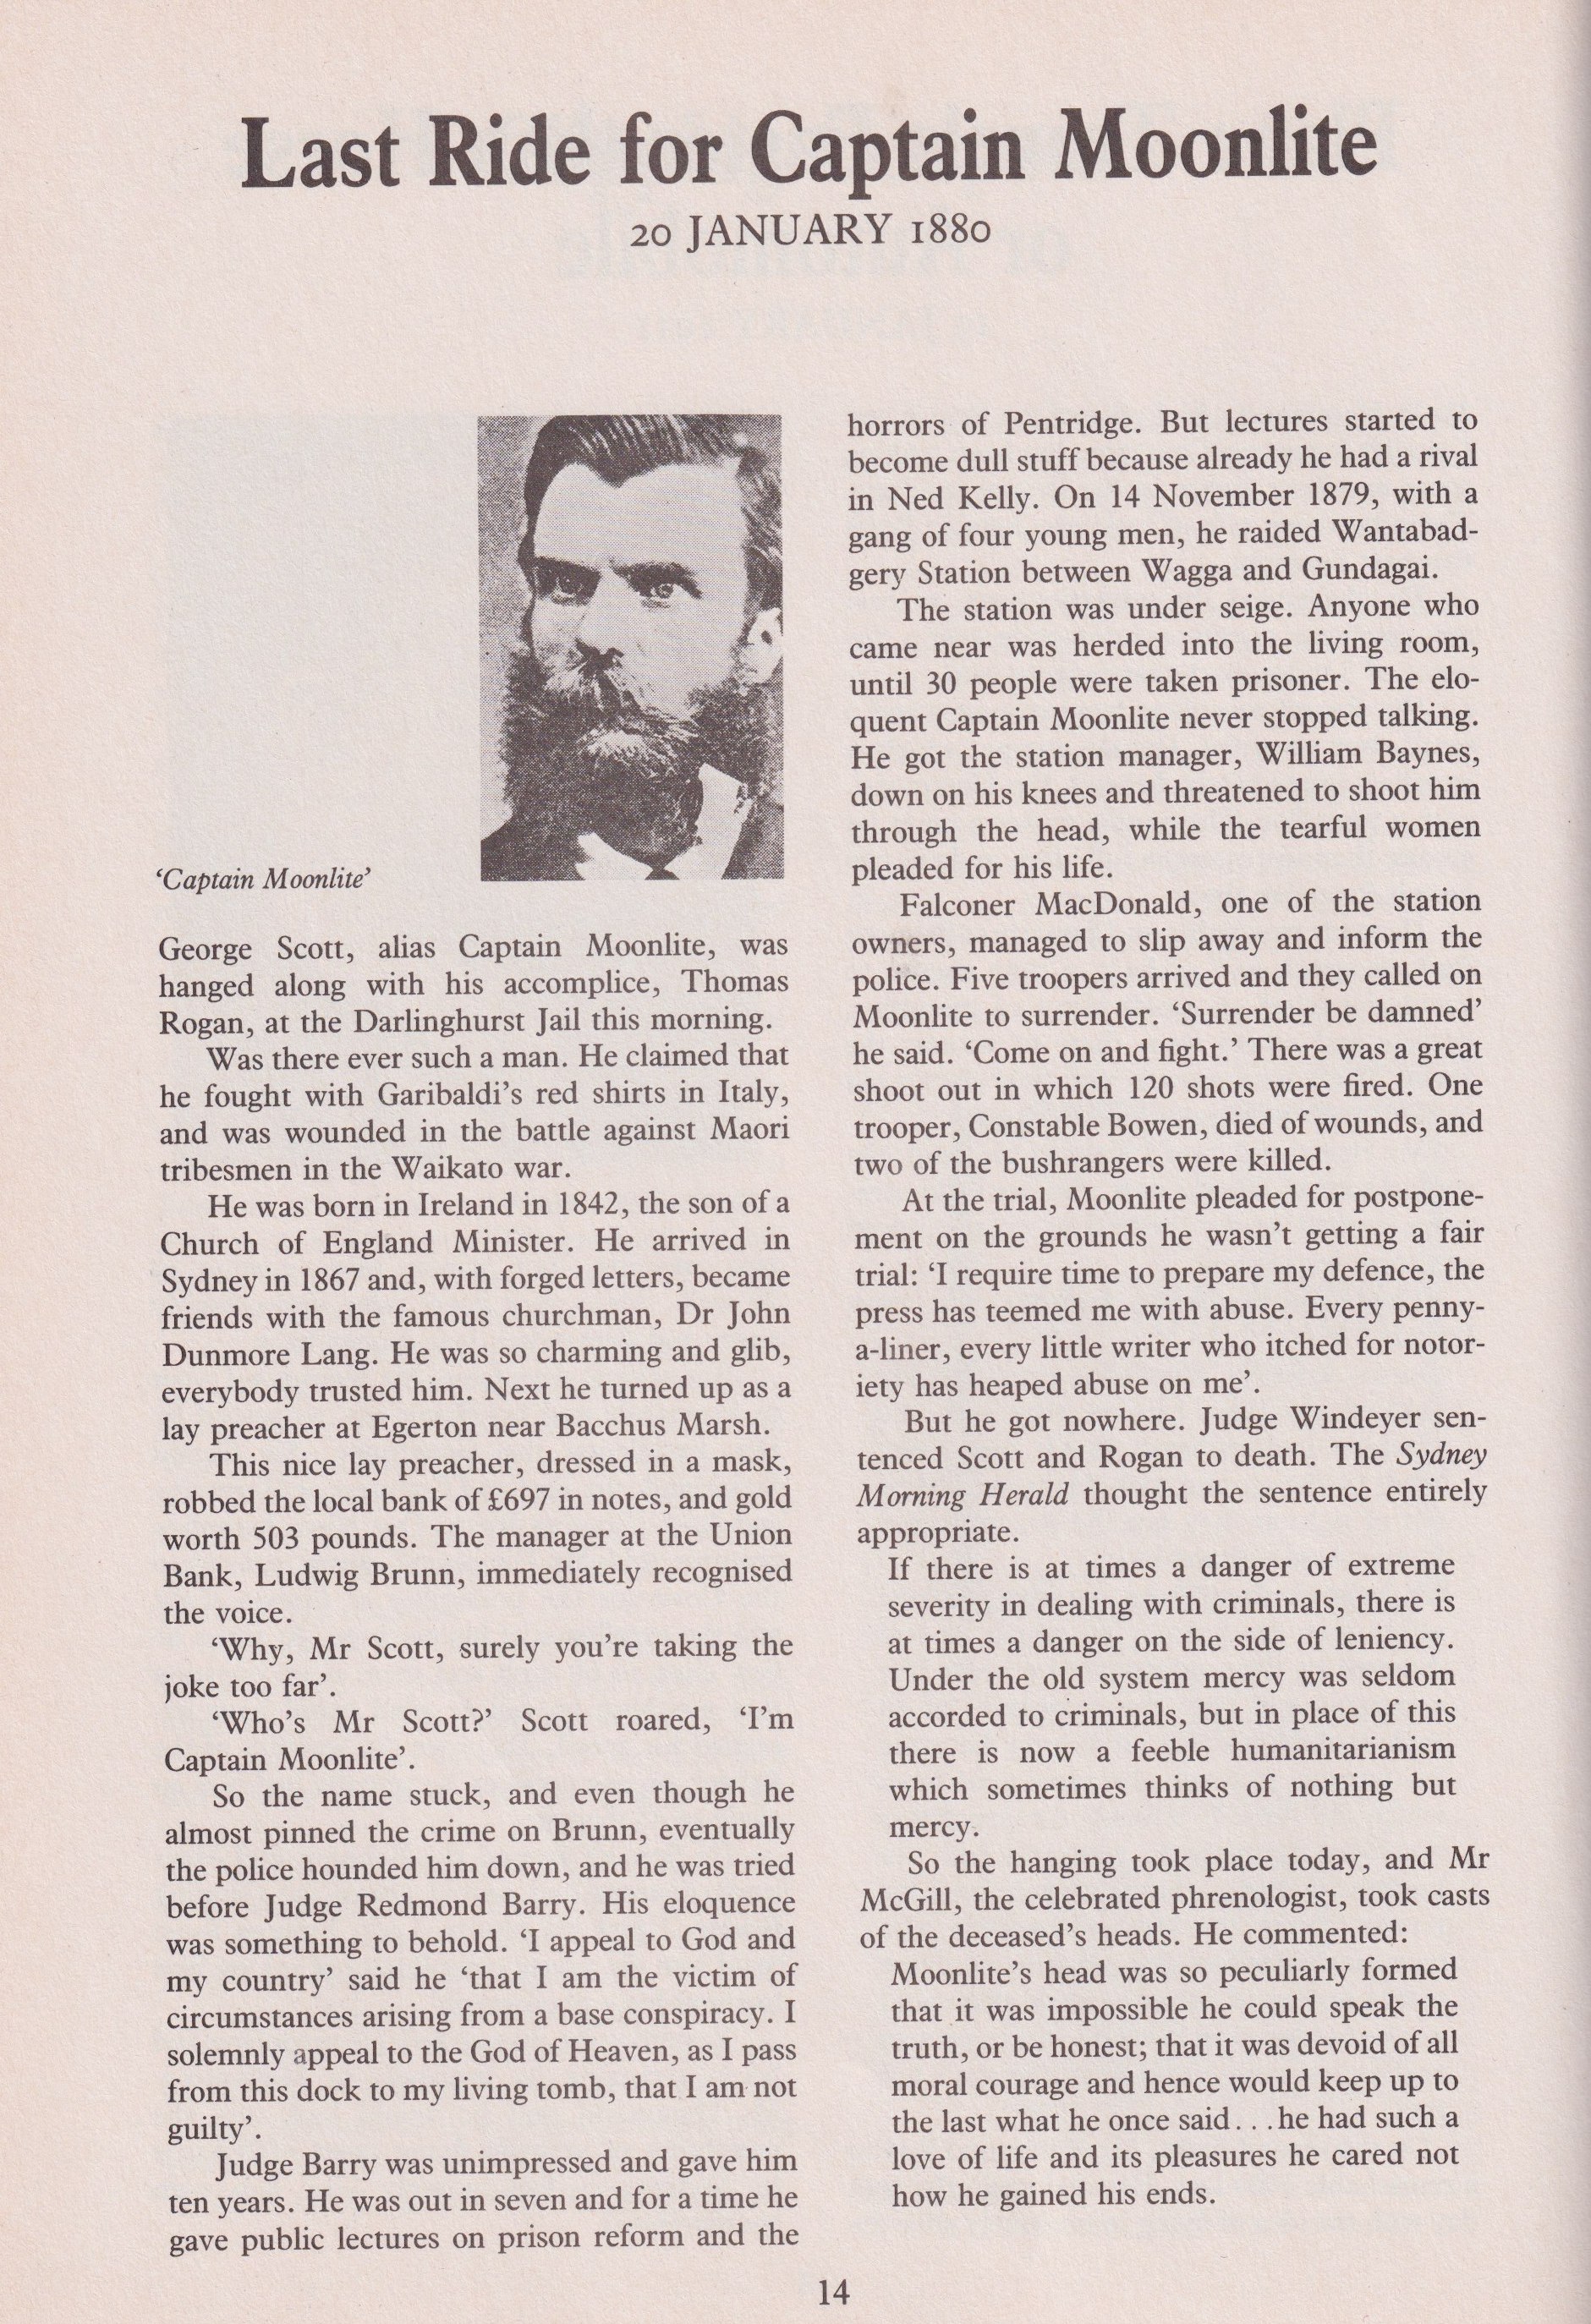 Last Ride for Captain Moonlite
20 JANUARY 1880
'Captain Moonlite'
George Scott, alias Captain Moonlite, was
hanged along with his accomplice, Thomas
Rogan, at the Darlinghurst Jail this morning.
Was there ever such a man. He claimed that
he fought with Garibaldi's red shirts in Italy,
and was wounded in the battle against Maori
tribesmen in the Waikato war.
He was born in Ireland in 1842, the son of a
Church of England Minister. He arrived in
Sydney in 1867 and, with forged letters, became
friends with the famous churchman, Dr John
Dunmore Lang. He was so charming and glib,
everybody trusted him. Next he turned up as a
lay preacher at Egerton near Bacchus Marsh.
This nice lay preacher, dressed in a mask,
robbed the local bank of £697 in notes, and gold
worth 503 pounds. The manager at the Union
Bank, Ludwig Brunn, immediately recognised
the voice.
'Why, Mr Scott, surely you're taking the
joke too far'.
'Who's Mr Scott?' Scott roared, 'I'm
Captain Moonlite'.
So the name stuck, and even though he
almost pinned the crime on Brunn, eventually
the police hounded him down, and he was tried
before Judge Redmond Barry. His eloquence
was something to behold. 'I appeal to God and
my country' said he 'that I am the victim of
circumstances arising from a base conspiracy. I
solemnly appeal to the God of Heaven, as I pass
from this dock to my living tomb, that I am not
guilty'.
Judge Barry was unimpressed and gave him
ten years. He was out in seven and for a time he
gave public lectures on prison reform and the
horrors of Pentridge. But lectures started to
become dull stuff because already he had a rival
in Ned Kelly. On 14 November 1879, with a
gang of four young men, he raided Wantabad-
gery Station between Wagga and Gundagai.
The station was under seige. Anyone who
came near was herded into the living room,
until 30 people were taken prisoner. The elo-
quent Captain Moonlite never stopped talking.
He got the station manager, William Baynes,
down on his knees and threatened to shoot him
through the head, while the tearful women
pleaded for his life.
Falconer MacDonald, one of the station
owners, managed to slip away and inform the
police. Five troopers arrived and they called on
Moonlite to surrender. 'Surrender be damned'
he said. 'Come on and fight.' There was a great
shoot out in which 120 shots were fired. One
trooper, Constable Bowen, died of wounds, and
two of the bushrangers were killed.
At the trial, Moonlite pleaded for postpone-
ment on the grounds he wasn't getting a fair
trial: 'I require time to prepare my defence, the
press has teemed me with abuse. Every penny-
a-liner, every little writer who itched for notor-
iety has heaped abuse on me'.
But he got nowhere. Judge Windeyer sen-
tenced Scott and Rogan to death. The Sydney
Morning Herald thought the sentence entirely
appropriate.
If there is at times a danger of extreme
severity in dealing with criminals, there is
at times a danger on the side of leniency.
Under the old system mercy was seldom
accorded to criminals, but in place of this
there is now a feeble humanitarianism
which sometimes thinks of nothing but
mercy.
So the hanging took place today, and Mr
McGill, the celebrated phrenologist, took casts
of the deceased's heads. He commented:
Moonlite's head was so peculiarly formed
that it was impossible he could speak the
truth, or be honest; that it was devoid of all
moral courage and hence would keep up to
the last what he once said...he had such a
love of life and its pleasures he cared not
how he gained his ends.
14